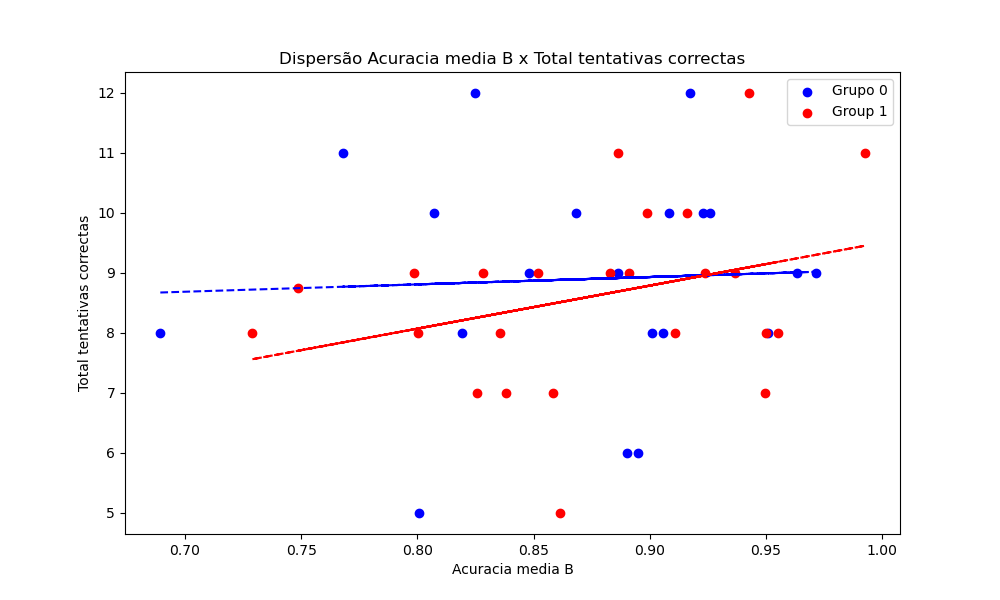 Dispersão Acuracia media B x Total tentativas correctas
Grupo 0
Group 1
Total tentativas correctas
12
11
10
9
8
7
6
5
0.70 0.75 0.80 0.85 0.90 0.95 1.00
Acuracia media B